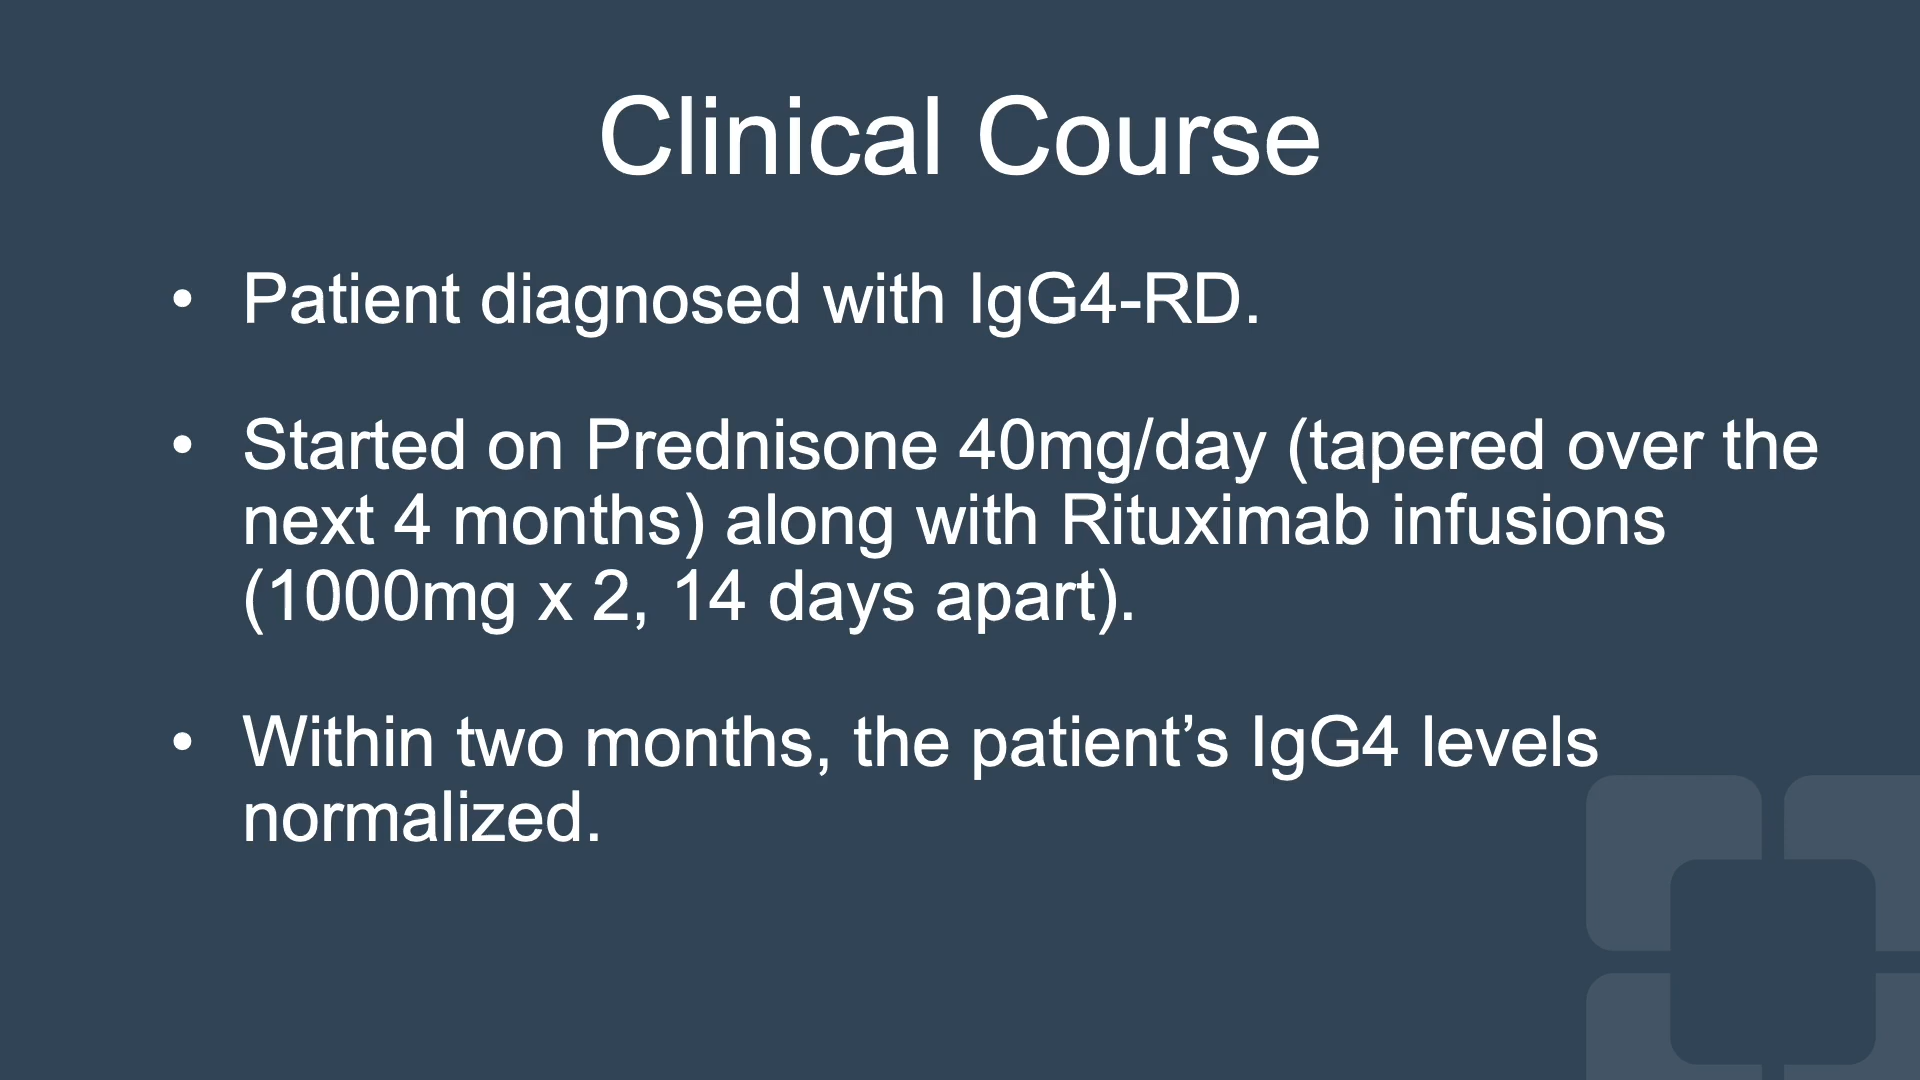 Clinical Course
• Patient diagnosed with IgG4-RD.
• Started on Prednisone 40mg/day (tapered over the
next 4 months) along with Rituximab infusions
(1000mg x 2, 14 days apart).
• Within two months, the patient’s IgG4 levels
normalized.